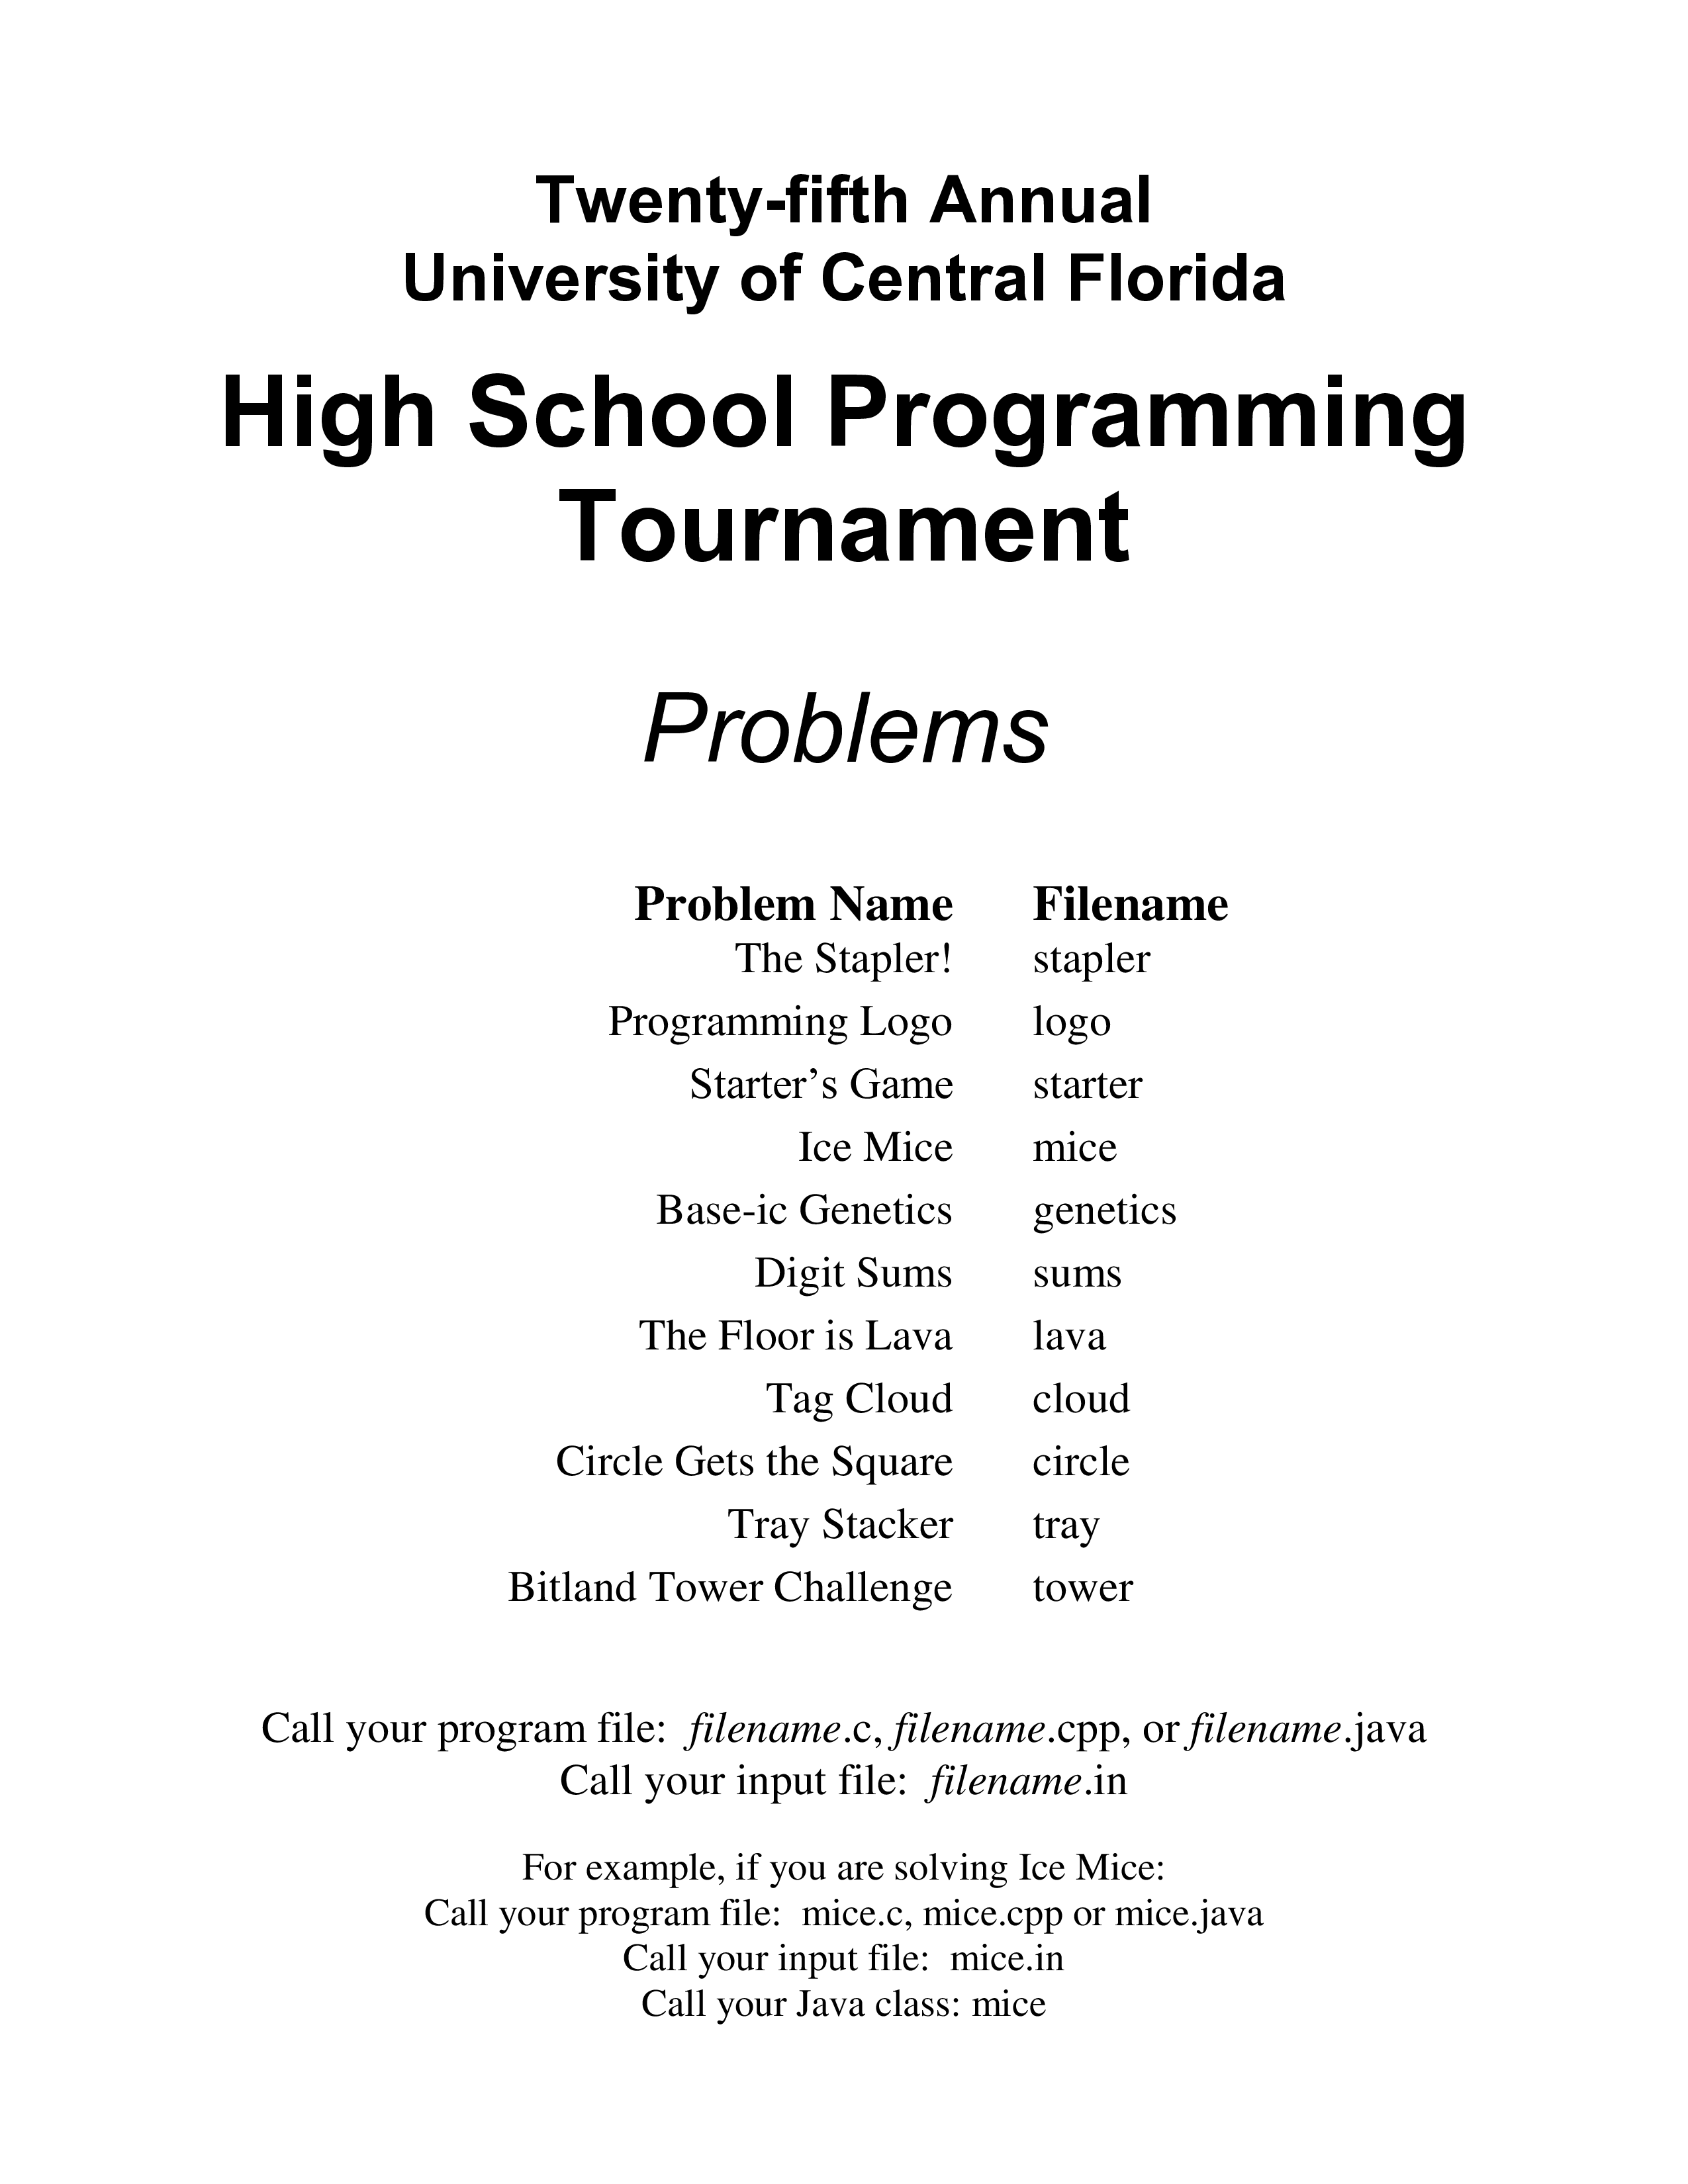 Twenty-fifth Annual
University of Central Florida
High School Programming
Tournament
Problems
Problem Name Filename
The Stapler! stapler
Programming Logo logo
Starter’s Game starter
Ice Mice mice
Base-ic Genetics genetics
Digit Sums sums
The Floor is Lava lava
Tag Cloud cloud
Circle Gets the Square circle
Tray Stacker tray
Bitland Tower Challenge tower
Call your program file: filename.c, filename.cpp, or filename.java
Call your input file: filename.in
For example, if you are solving Ice Mice:
Call your program file: mice.c, mice.cpp or mice.java
Call your input file: mice.in
Call your Java class: mice